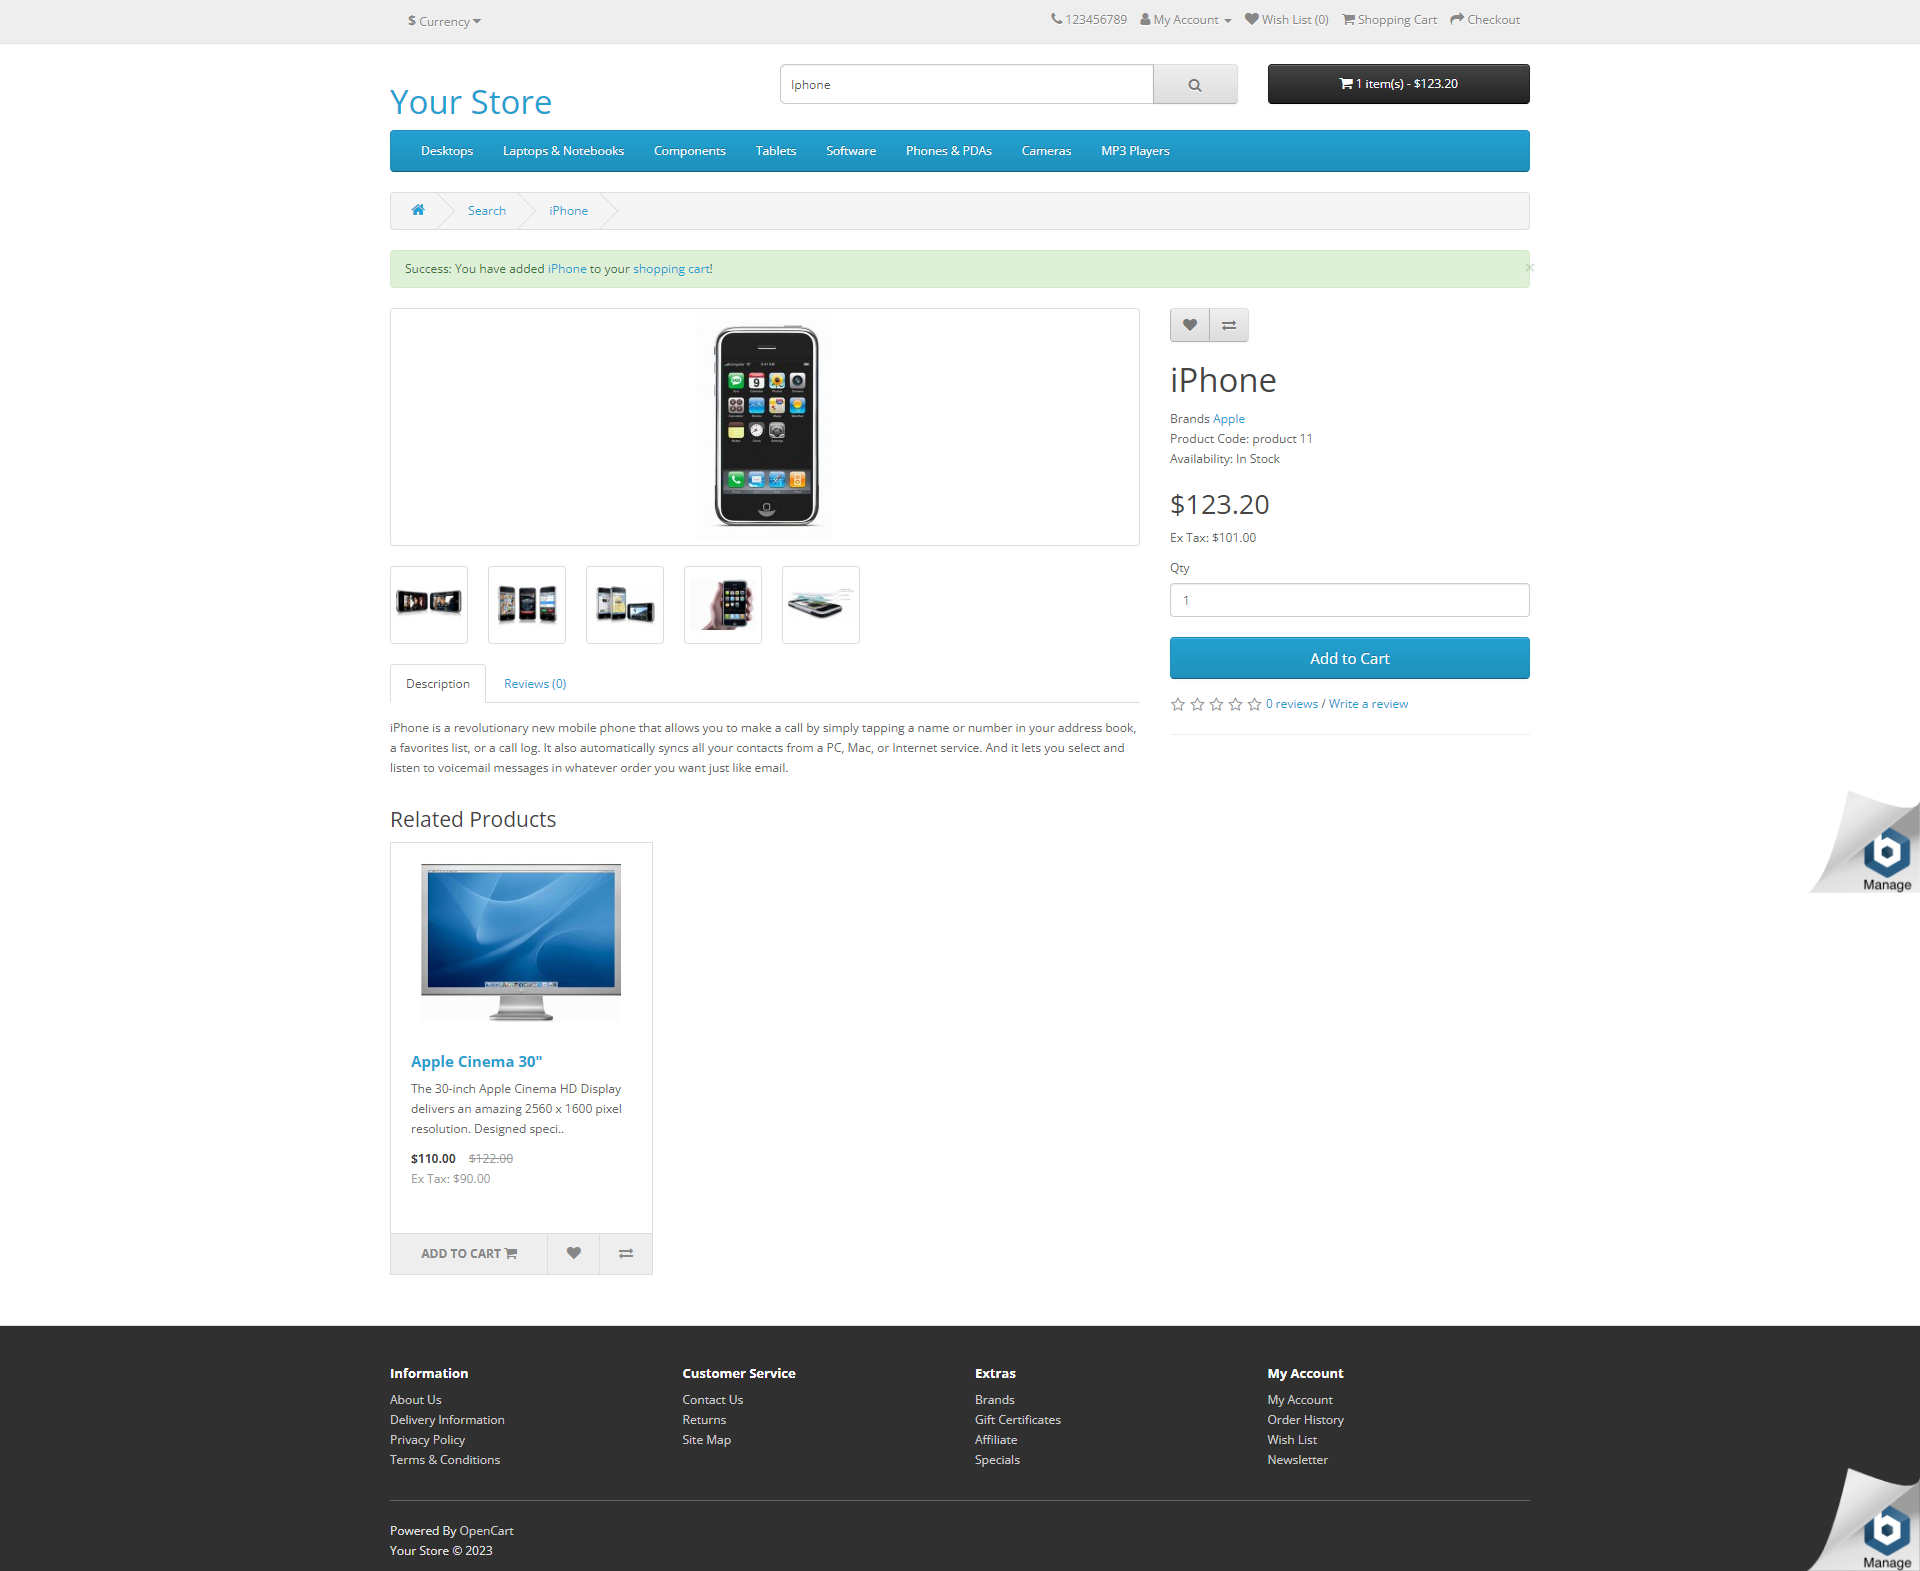 $ Currency
123456789 My Account Wish List (0) Shopping Cart Checkout
Your Store
Iphone
1 item(s) - $123.20
Desktops Laptops & Notebooks Components Tablets Software Phones & PDAs Cameras MP3 Players
Search iPhone
Success: You have added iPhone to your shopping cart!
×
iPhone
Brands Apple
Product Code: product 11
Availability: In Stock
$123.20
Ex Tax: $101.00
Qty
1
Add to Cart
0 reviews / Write a review
Description Reviews (0)
iPhone is a revolutionary new mobile phone that allows you to make a call by simply tapping a name or number in your address book,
a favorites list, or a call log. It also automatically syncs all your contacts from a PC, Mac, or Internet service. And it lets you select and
listen to voicemail messages in whatever order you want just like email.
Related Products
Apple Cinema 30"
The 30-inch Apple Cinema HD Display
delivers an amazing 2560 x 1600 pixel
resolution. Designed speci..
$110.00 $122.00
Ex Tax: $90.00
ADD TO CART
Manage
Information
About Us
Delivery Information
Privacy Policy
Terms & Conditions
Customer Service
Contact Us
Returns
Site Map
Extras
Brands
Gift Certificates
Affiliate
Specials
My Account
My Account
Order History
Wish List
Newsletter
Powered By OpenCart
Your Store © 2023
Manage